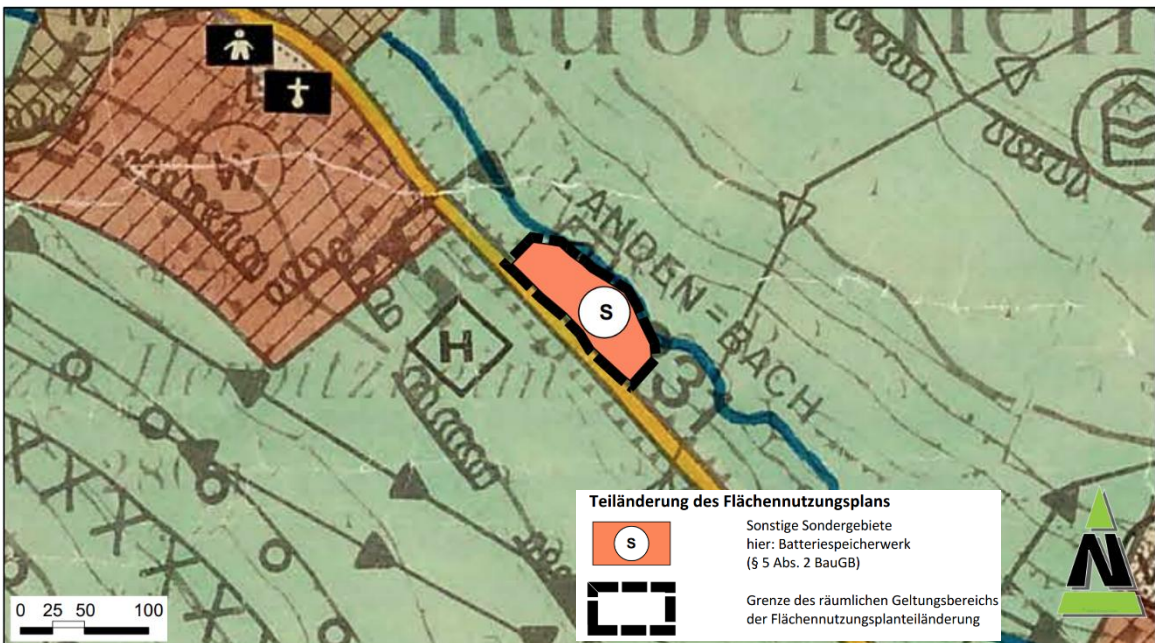 M
W
H
LANDEN-BACH
S
31
Teiländerung des Flächennutzungsplans
S
Sonstige Sondergebiete
hier: Batteriespeicherwerk
(§ 5 Abs. 2 BauGB)
Grenze des räumlichen Geltungsbereichs
der Flächennutzungsplanteiländerung
0 25 50 100
N